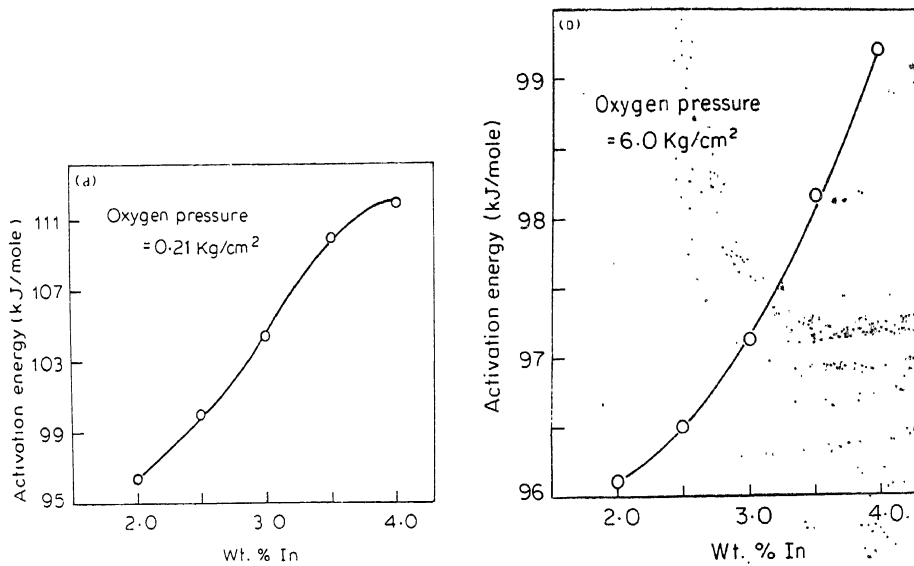 (a)
Oxygen pressure
=0·21 Kg/cm²
Activation energy (kJ/mole)
111
107
103
99
95
2·0
3·0
4·0
Wt. % In
Oxygen pressure
=6·0 Kg/cm²
Activation energy (kJ/mole)
99
98
97
96
2·0
3·0
4·0
Wt. % In